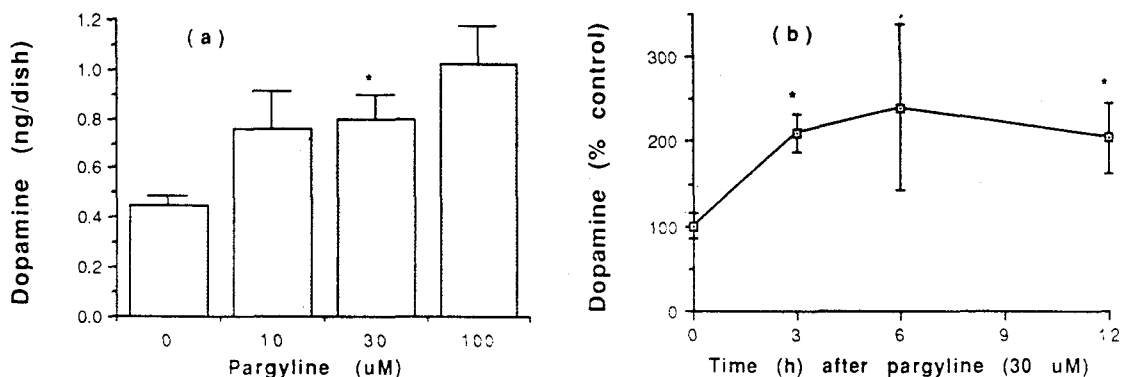 (a)
Dopamine (ng/dish)
1.2
1.0
0.8
0.6
0.4
0.2
0.0
*
0 10 30 100
Pargyline (uM)
(b)
Dopamine (% control)
300
200
100
0
*
*
0 3 6 9 12
Time (h) after pargyline (30 uM)